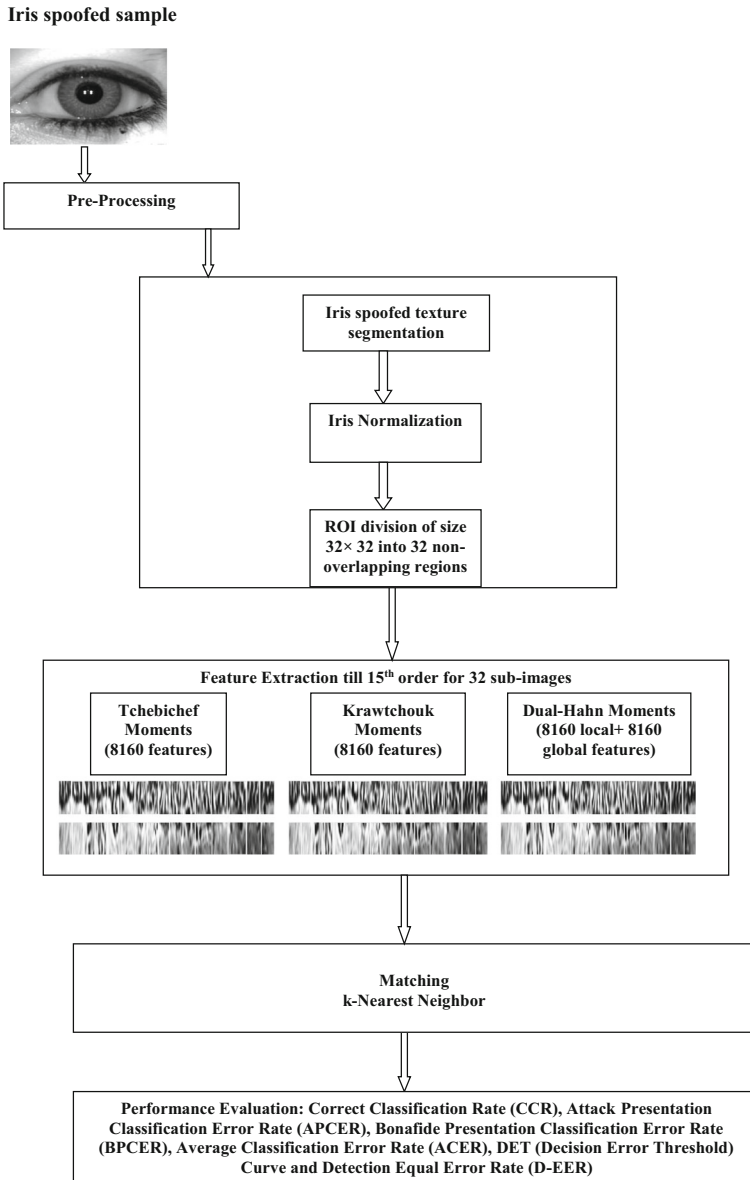 Iris spoofed sample
Pre-Processing
Iris spoofed texture
segmentation
Iris Normalization
ROI division of size
32× 32 into 32 non-
overlapping regions
Feature Extraction till 15th order for 32 sub-images
Tchebichef
Moments
(8160 features)
Krawtchouk
Moments
(8160 features)
Dual-Hahn Moments
(8160 local+ 8160
global features)
Matching
k-Nearest Neighbor
Performance Evaluation: Correct Classification Rate (CCR), Attack Presentation
Classification Error Rate (APCER), Bonafide Presentation Classification Error Rate
(BPCER), Average Classification Error Rate (ACER), DET (Decision Error Threshold)
Curve and Detection Equal Error Rate (D-EER)